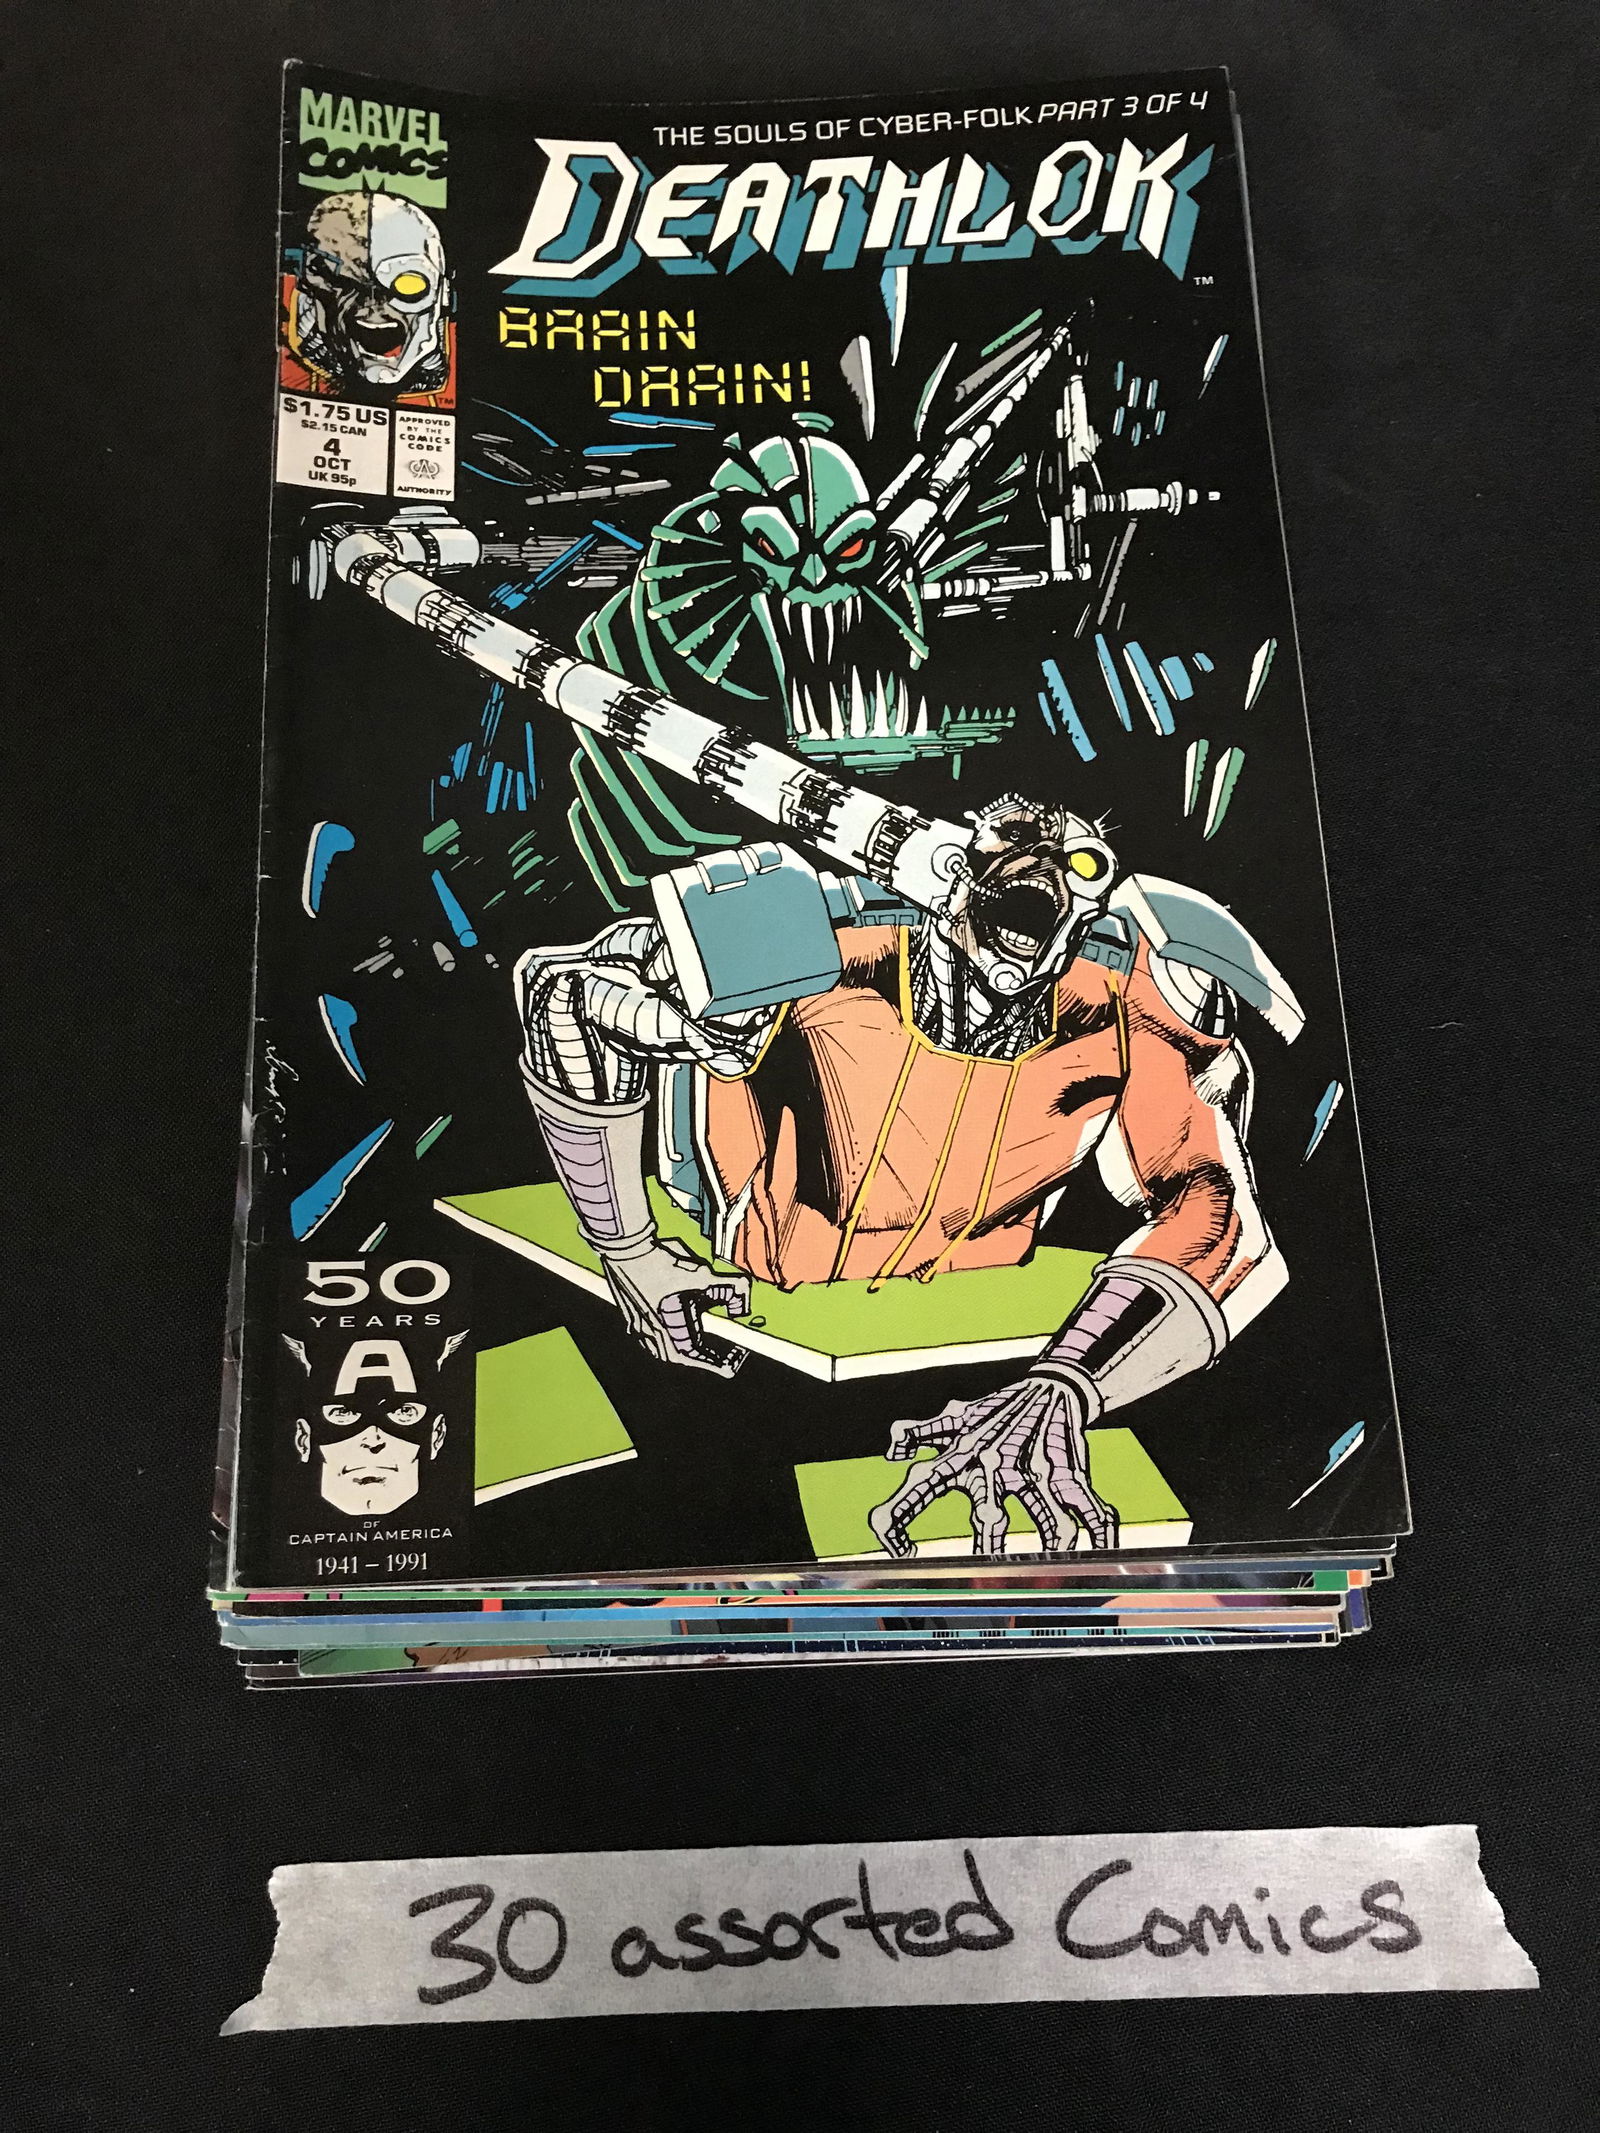 MARVEL
COMICS
THE SOULS OF CYBER-FOLK PART 3 OF 4
DEATHLOK
TM
BRAIN
DRAIN!
TM
$1.75 US
$2.15 CAN
4
OCT
UK 95p
APPROVED
BY THE
COMICS
CODE
AUTHORITY
50
YEARS
A
OF
CAPTAIN AMERICA
1941 – 1991
30 assorted Comics